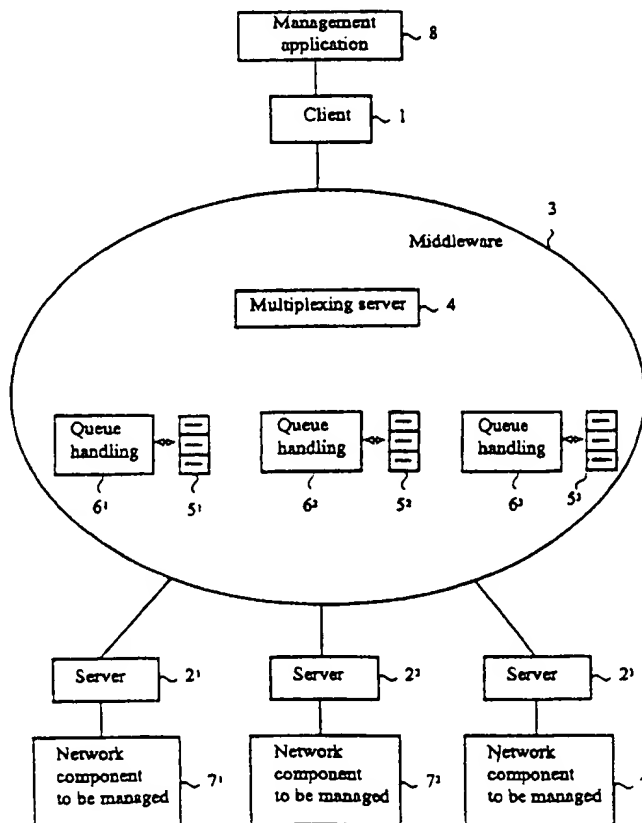 Management
application
8
Client
1
3
Middleware
Multiplexing server
4
Queue
handling
Queue
handling
Queue
handling
6¹
5¹
6²
5²
6³
5³
Server
2¹
Server
2²
Server
2³
Network
component
to be managed
7¹
Network
component
to be managed
7²
Network
component
to be managed